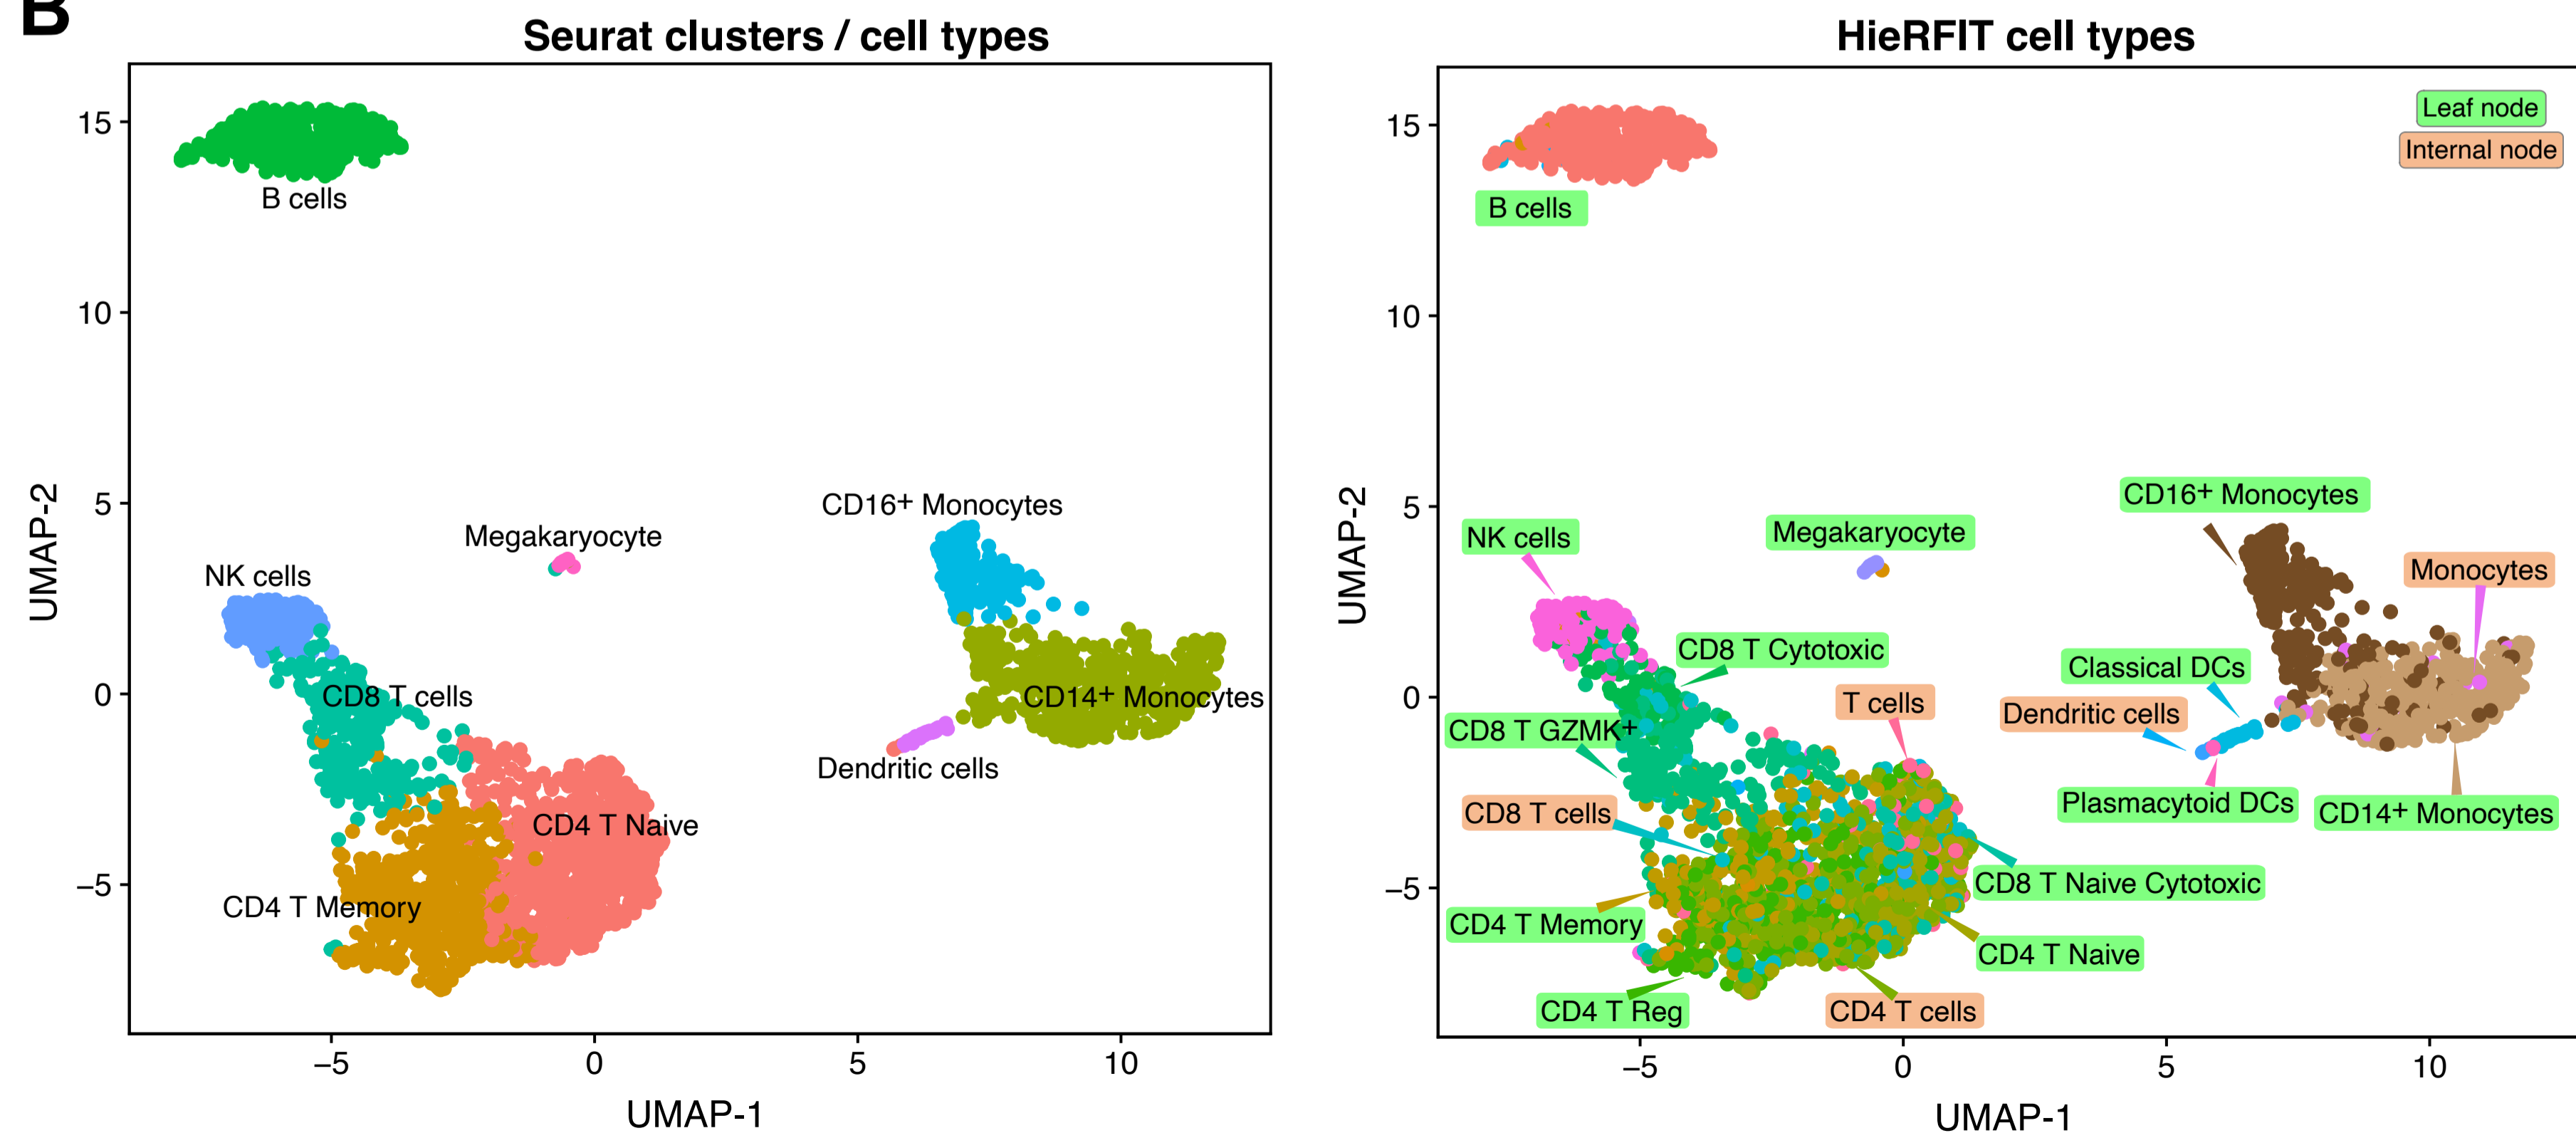 B
Seurat clusters / cell types
15
10
5
0
−5
UMAP-2
B cells
CD16+ Monocytes
Megakaryocyte
NK cells
CD8 T cells
CD14+ Monocytes
Dendritic cells
CD4 T Naive
CD4 T Memory
−5
0
5
10
UMAP-1
HieRFIT cell types
15
10
5
0
−5
UMAP-2
Leaf node
Internal node
B cells
CD16+ Monocytes
NK cells
Megakaryocyte
Monocytes
CD8 T Cytotoxic
Classical DCs
T cells
Dendritic cells
CD8 T GZMK+
Plasmacytoid DCs
CD14+ Monocytes
CD8 T cells
CD8 T Naive Cytotoxic
CD4 T Memory
CD4 T Naive
CD4 T Reg
CD4 T cells
−5
0
5
10
UMAP-1